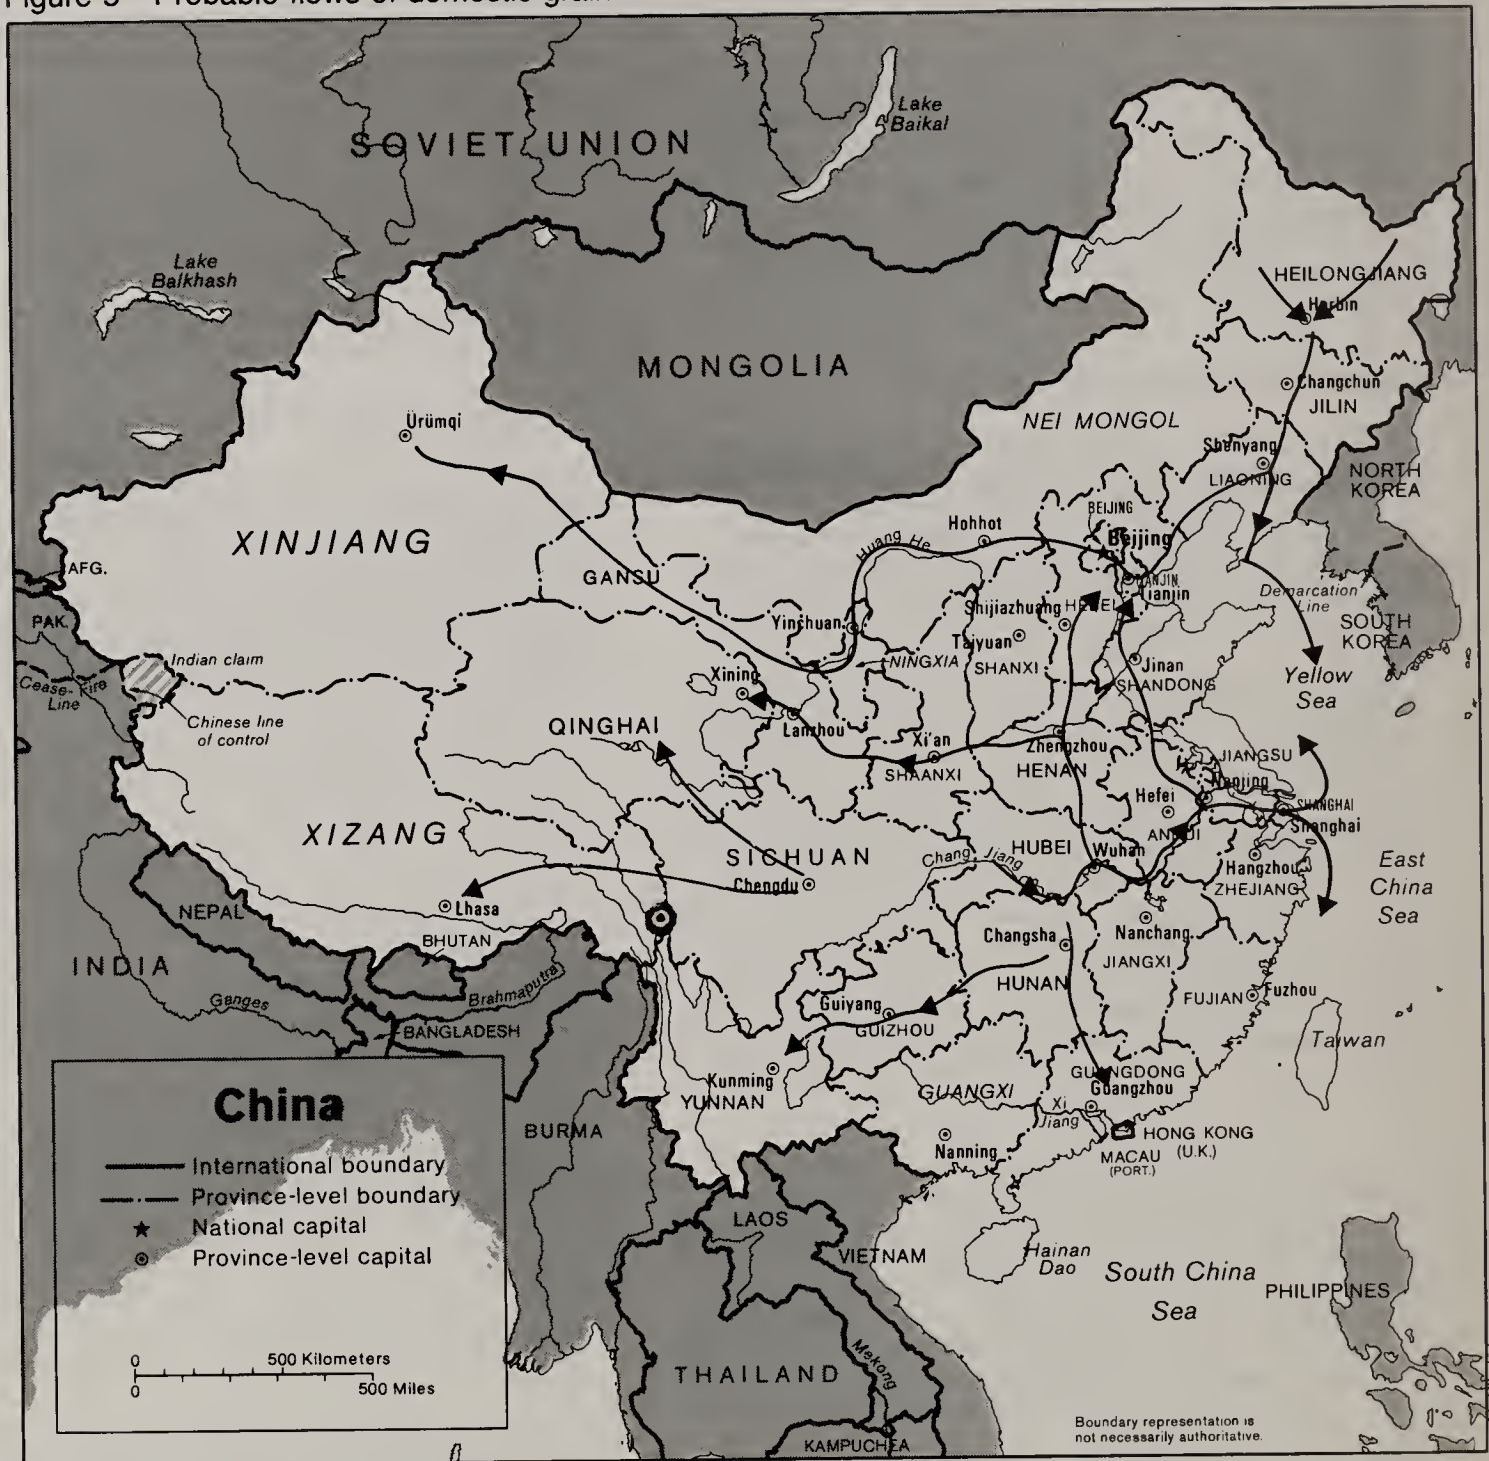 SOVIET UNION
Lake
Baikal
Lake
Balkhash
HEILONGJIANG
Harbin
MONGOLIA
Changchun
JILIN
Ürümqi
NEI MONGOL
Shenyang
LIAONING
NORTH
KOREA
BEIJING
Beijing
Hohhot
Huang He
XINJIANG
AFG.
GANSU
TIANJIN
Tianjin
Demarcation
Line
SOUTH
KOREA
PAK.
Yinchuan
Shijiazhuang
HEBEI
Taiyuan
SHANXI
NINGXIA
Indian claim
Cease-Fire
Line
Xining
Jinan
SHANDONG
Yellow
Sea
Chinese line
of control
QINGHAI
Lanzhou
Xi'an
SHAANXI
Zhengzhou
HENAN
JIANGSU
Nanjing
Hefei
ANHUI
SHANGHAI
Shanghai
XIZANG
SICHUAN
Chengdu
HUBEI
Wuhan
Chang Jiang
Hangzhou
ZHEJIANG
East
China
Sea
Lhasa
NEPAL
BHUTAN
INDIA
Ganges
Brahmaputra
BANGLADESH
Changsha
HUNAN
Nanchang
JIANGXI
FUJIAN
Fuzhou
Taiwan
Guiyang
GUIZHOU
Kunming
YUNNAN
GUANGXI
GUANGDONG
Guangzhou
Xi
Jiang
Nanning
HONG KONG
(U.K.)
MACAU
(PORT.)
BURMA
LAOS
VIETNAM
Hainan
Dao
South China
Sea
PHILIPPINES
THAILAND
Mekong
KAMPUCHEA
China
International boundary
Province-level boundary
National capital
Province-level capital
0 500 Kilometers
0 500 Miles
Boundary representation is
not necessarily authoritative.